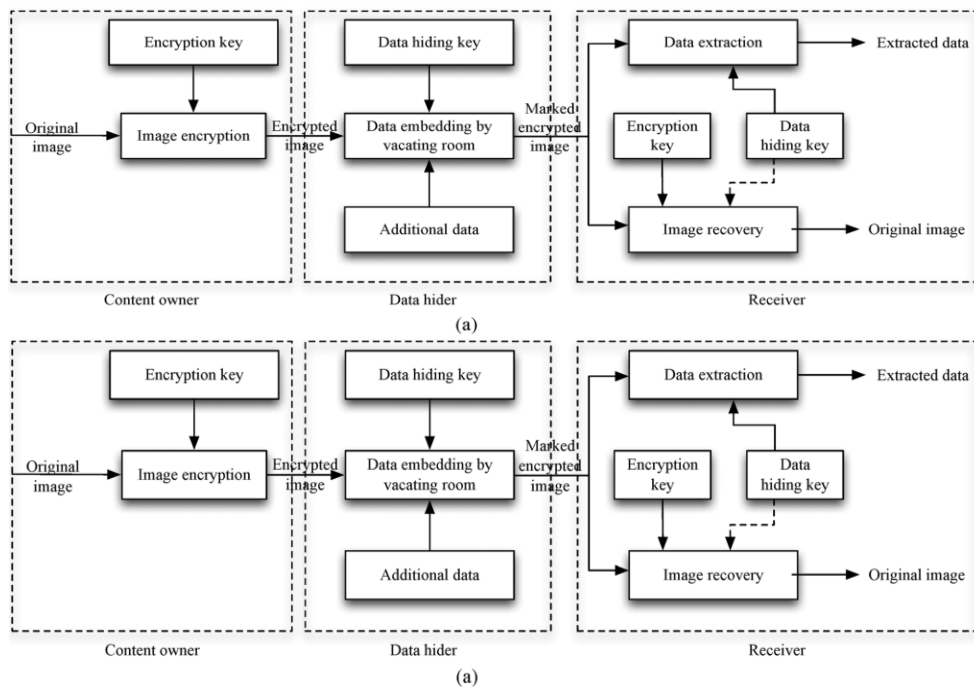 Encryption key
Data hiding key
Data extraction
Extracted data
Original
image
Image encryption
Encrypted
image
Data embedding by
vacating room
Marked
encrypted
image
Encryption
key
Data
hiding key
Additional data
Image recovery
Original image
Content owner
Data hider
Receiver
(a)
Encryption key
Data hiding key
Data extraction
Extracted data
Original
image
Image encryption
Encrypted
image
Data embedding by
vacating room
Marked
encrypted
image
Encryption
key
Data
hiding key
Additional data
Image recovery
Original image
Content owner
Data hider
Receiver
(a)